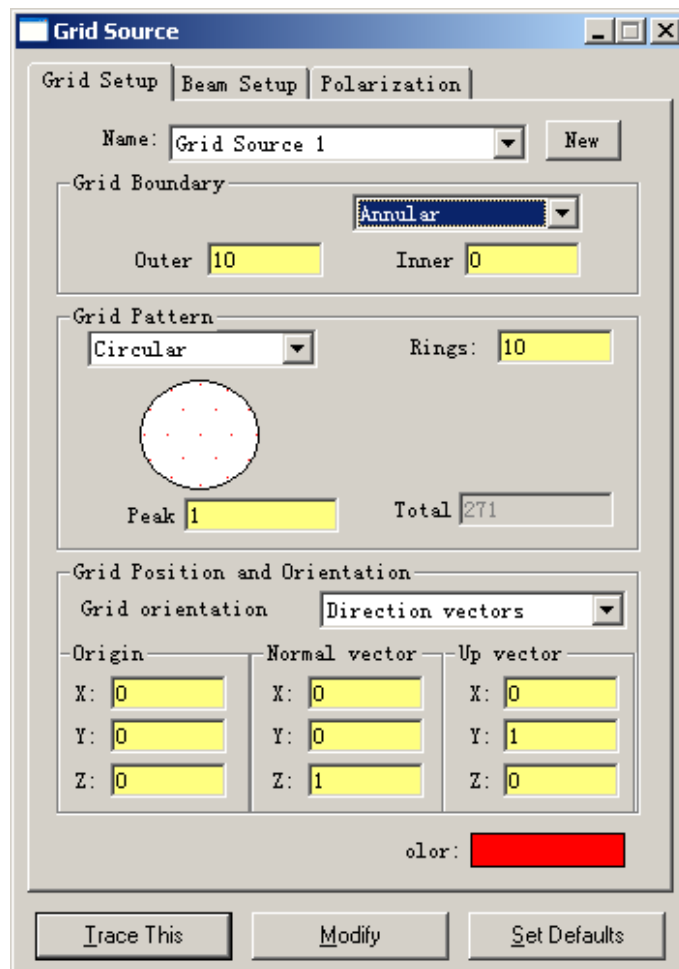 Grid Source
Grid Setup Beam Setup Polarization
Name: Grid Source 1 New
Grid Boundary
Annular
Outer 10 Inner 0
Grid Pattern
Circular Rings: 10
Peak 1 Total 271
Grid Position and Orientation
Grid orientation Direction vectors
Origin Normal vector Up vector
X: 0 X: 0 X: 0
Y: 0 Y: 0 Y: 1
Z: 0 Z: 1 Z: 0
olor:
Trace This Modify Set Defaults